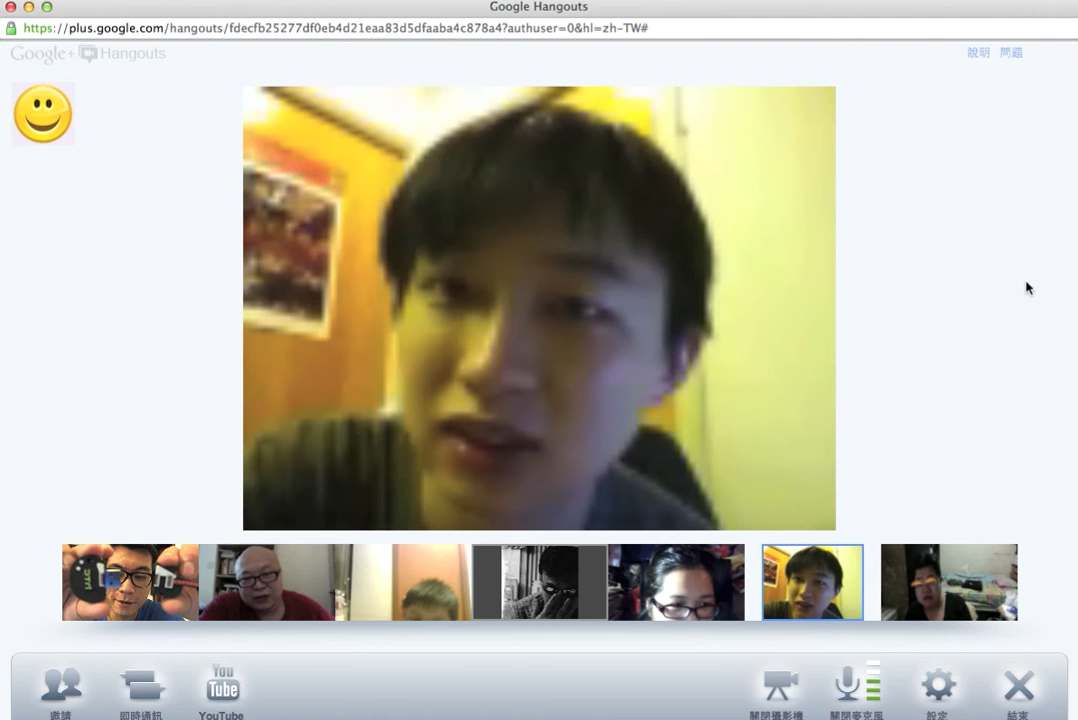 Google Hangouts
https://plus.google.com/hangouts/fdecfb25277df0eb4d21eaa83d5dfaaba4c878a4?authuser=0&hl=zh-TW#
Google+ Hangouts
說明 問題
You
Tube
邀請
即時通訊
YouTube
關閉攝影機
關閉麥克風
設定
結束